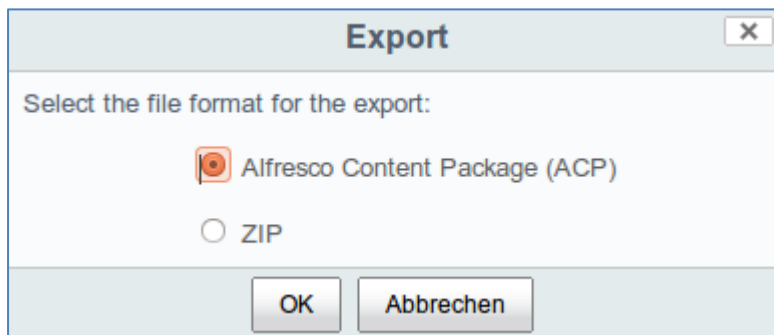 Export
Select the file format for the export:
Alfresco Content Package (ACP)
ZIP
OK Abbrechen